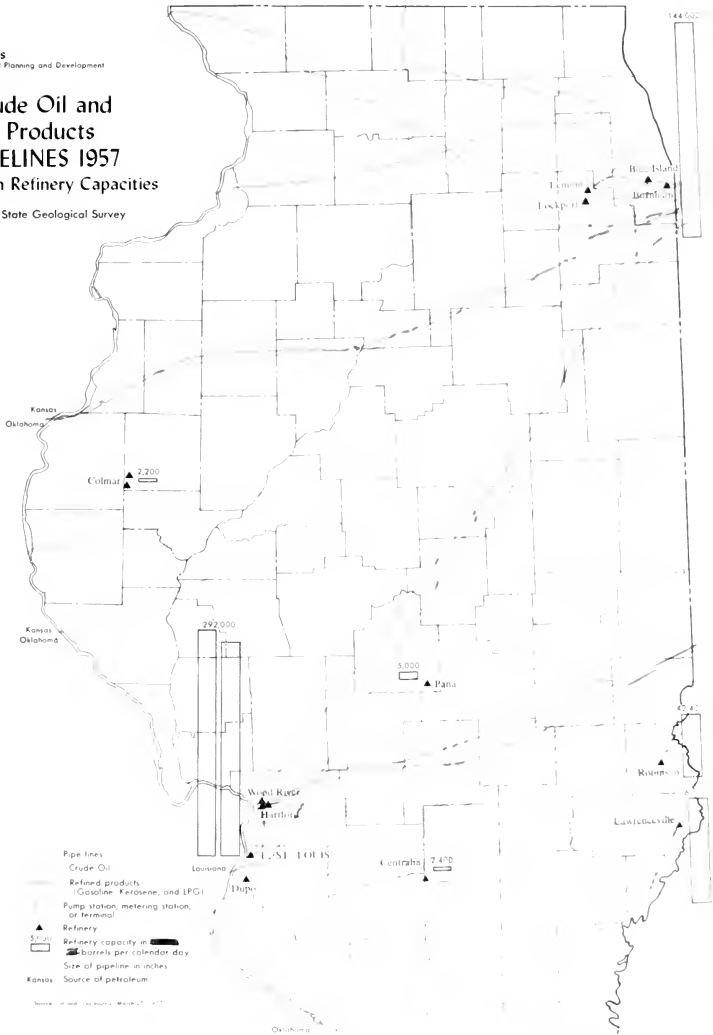 s
Planning and Development
ude Oil and
Products
ELINES 1957
Refinery Capacities
State Geological Survey
144,000
Island
Lemont
Burnham
Lockport
Kansas
Oklahoma
Colmar
2,200
Kansas
Oklahoma
292,000
5,000
Pana
Robinson
Wood River
Hartford
Lawrenceville
E. ST. LOUIS
Centralia
7,400
Louisiana
Dupo
Pipe lines
Crude Oil
Refined products
(Gasoline, Kerosene, and LPG)
Pump station, metering station,
or terminal
Refinery
Refinery capacity in
barrels per calendar day
Size of pipeline in inches
Kansas Source of petroleum
Oklahoma